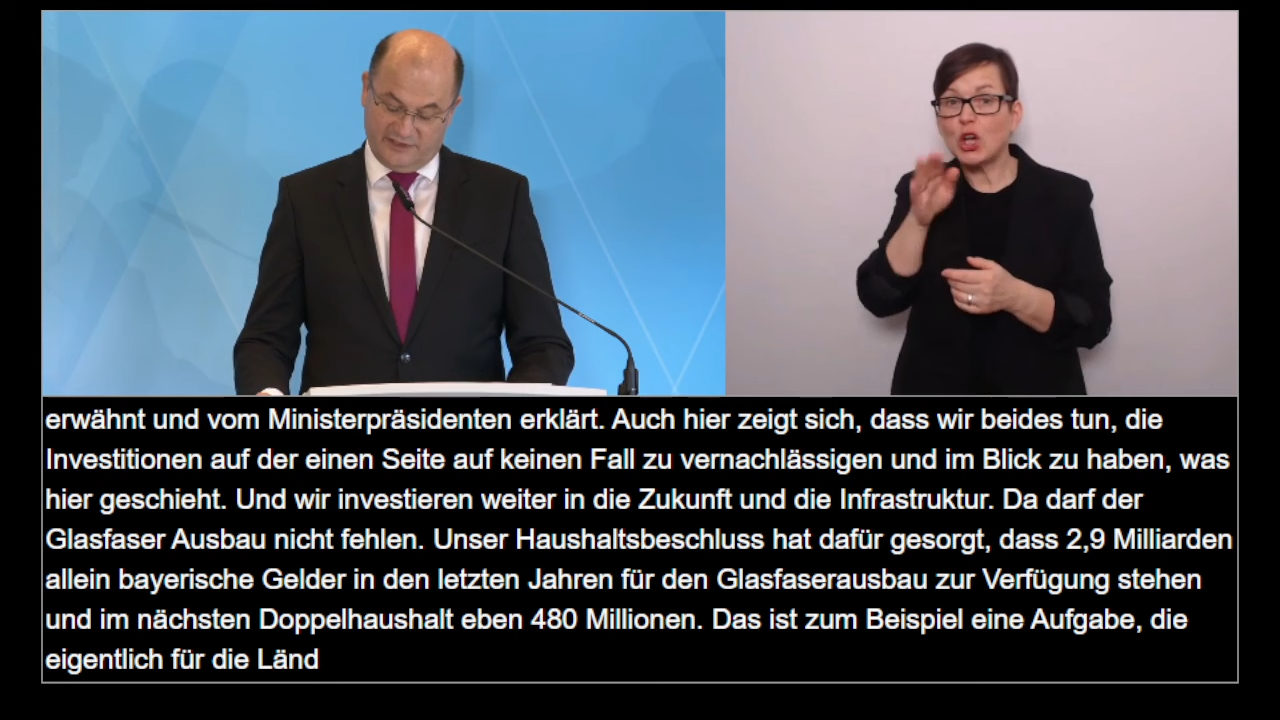 erwähnt und vom Ministerpräsidenten erklärt. Auch hier zeigt sich, dass wir beides tun, die
Investitionen auf der einen Seite auf keinen Fall zu vernachlässigen und im Blick zu haben, was
hier geschieht. Und wir investieren weiter in die Zukunft und die Infrastruktur. Da darf der
Glasfaser Ausbau nicht fehlen. Unser Haushaltsbeschluss hat dafür gesorgt, dass 2,9 Milliarden
allein bayerische Gelder in den letzten Jahren für den Glasfaserausbau zur Verfügung stehen
und im nächsten Doppelhaushalt eben 480 Millionen. Das ist zum Beispiel eine Aufgabe, die
eigentlich für die Länd